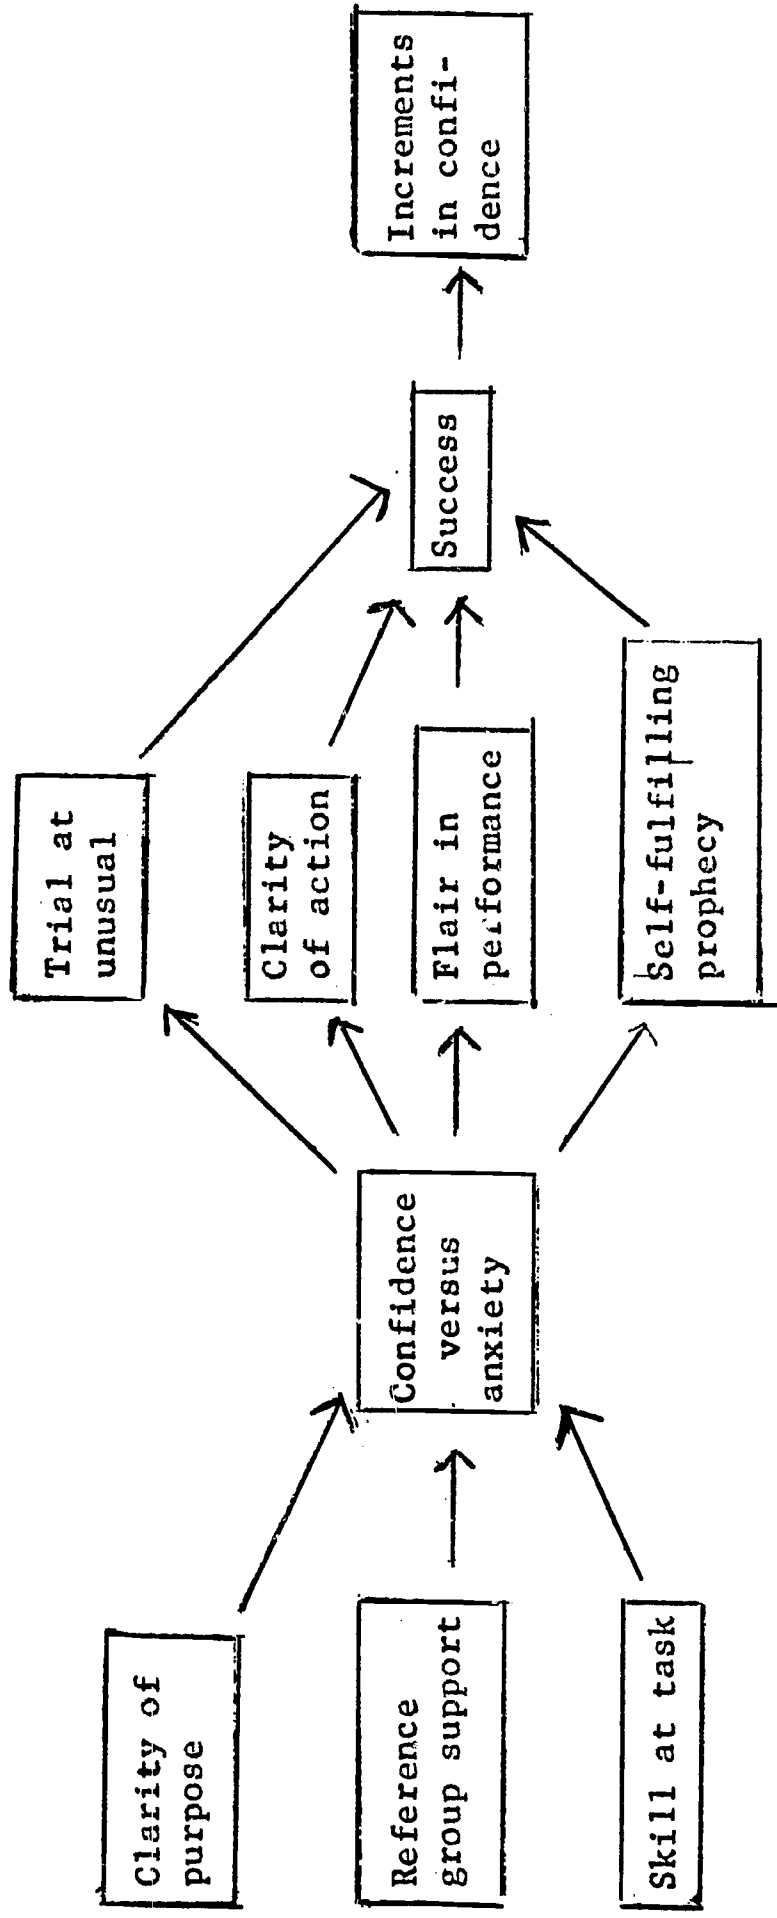 Clarity of
purpose
Reference
group support
Skill at task
Confidence
versus
anxiety
Trial at
unusual
Clarity
of action
Flair in
performance
Self-fulfilling
prophecy
Success
Increments
in confi-
dence